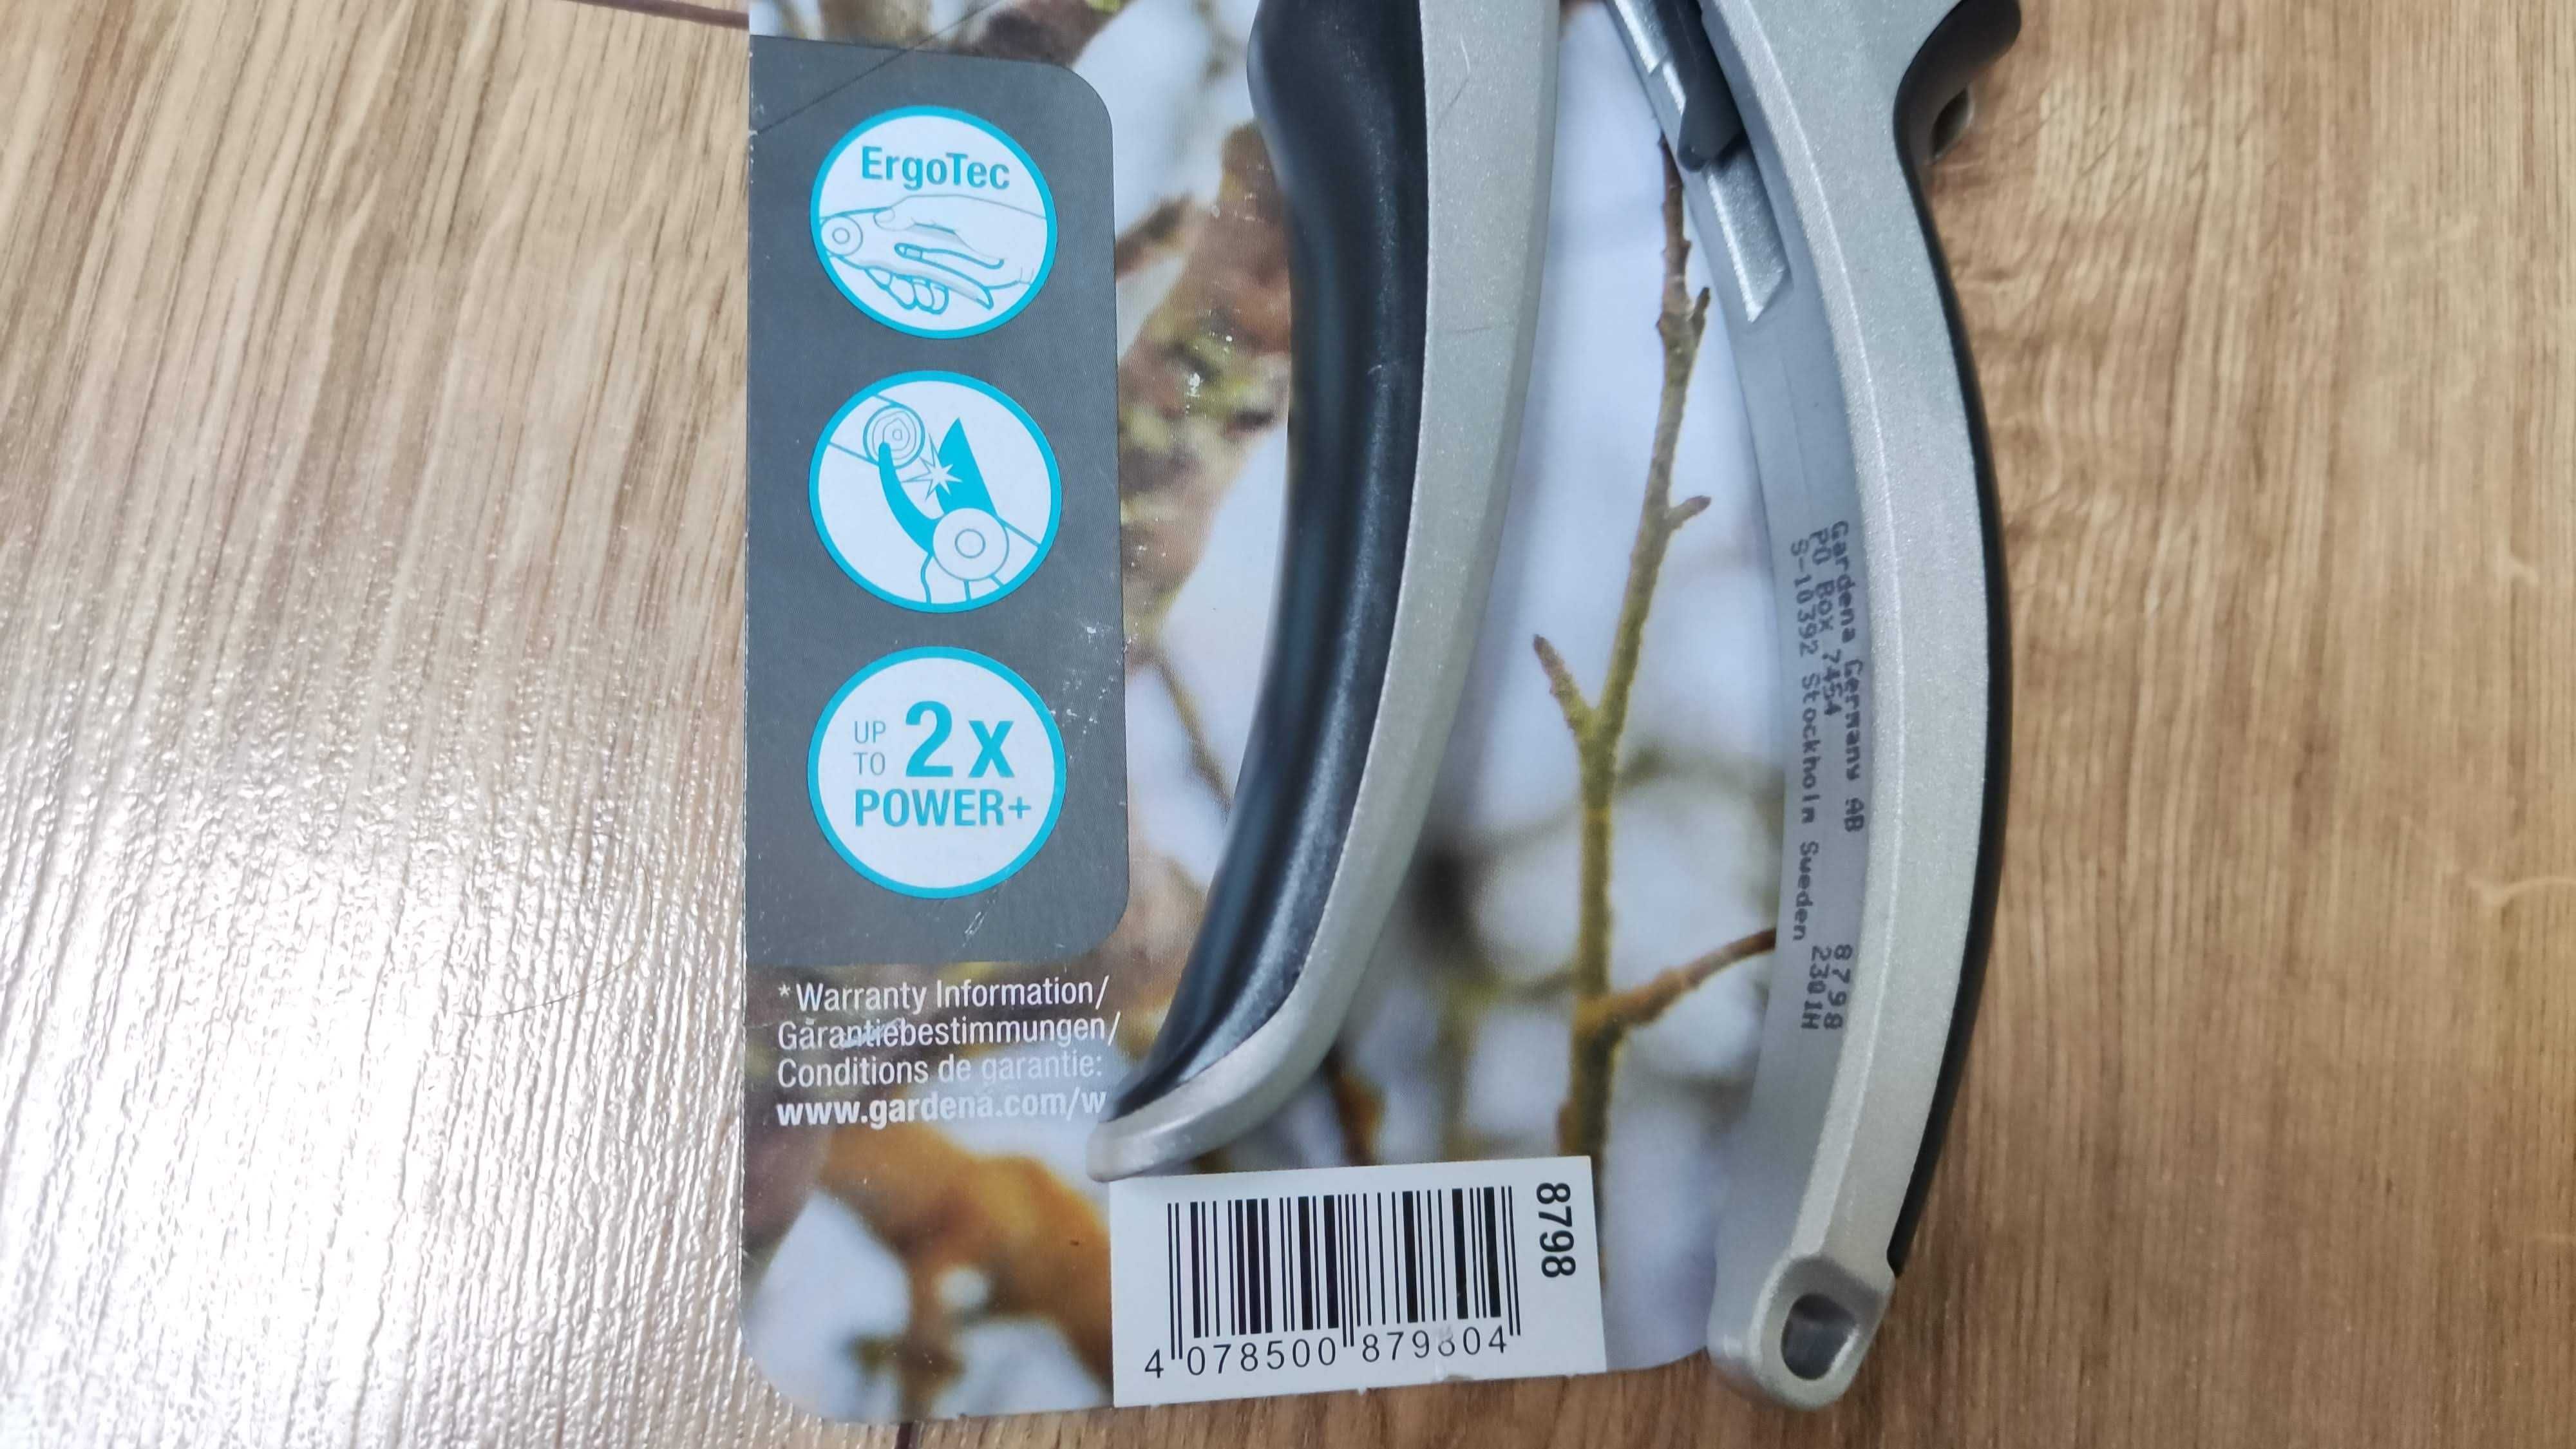 ErgoTec
UP
TO
2x
POWER+
* Warranty Information/
Garantiebestimmungen/
Conditions de garantie:
www.gardena.com/w
Gardena Germany AB
PO Box 7454
S-10392 Stockholm Sweden
8798
2301H
8798
4 078500 879804